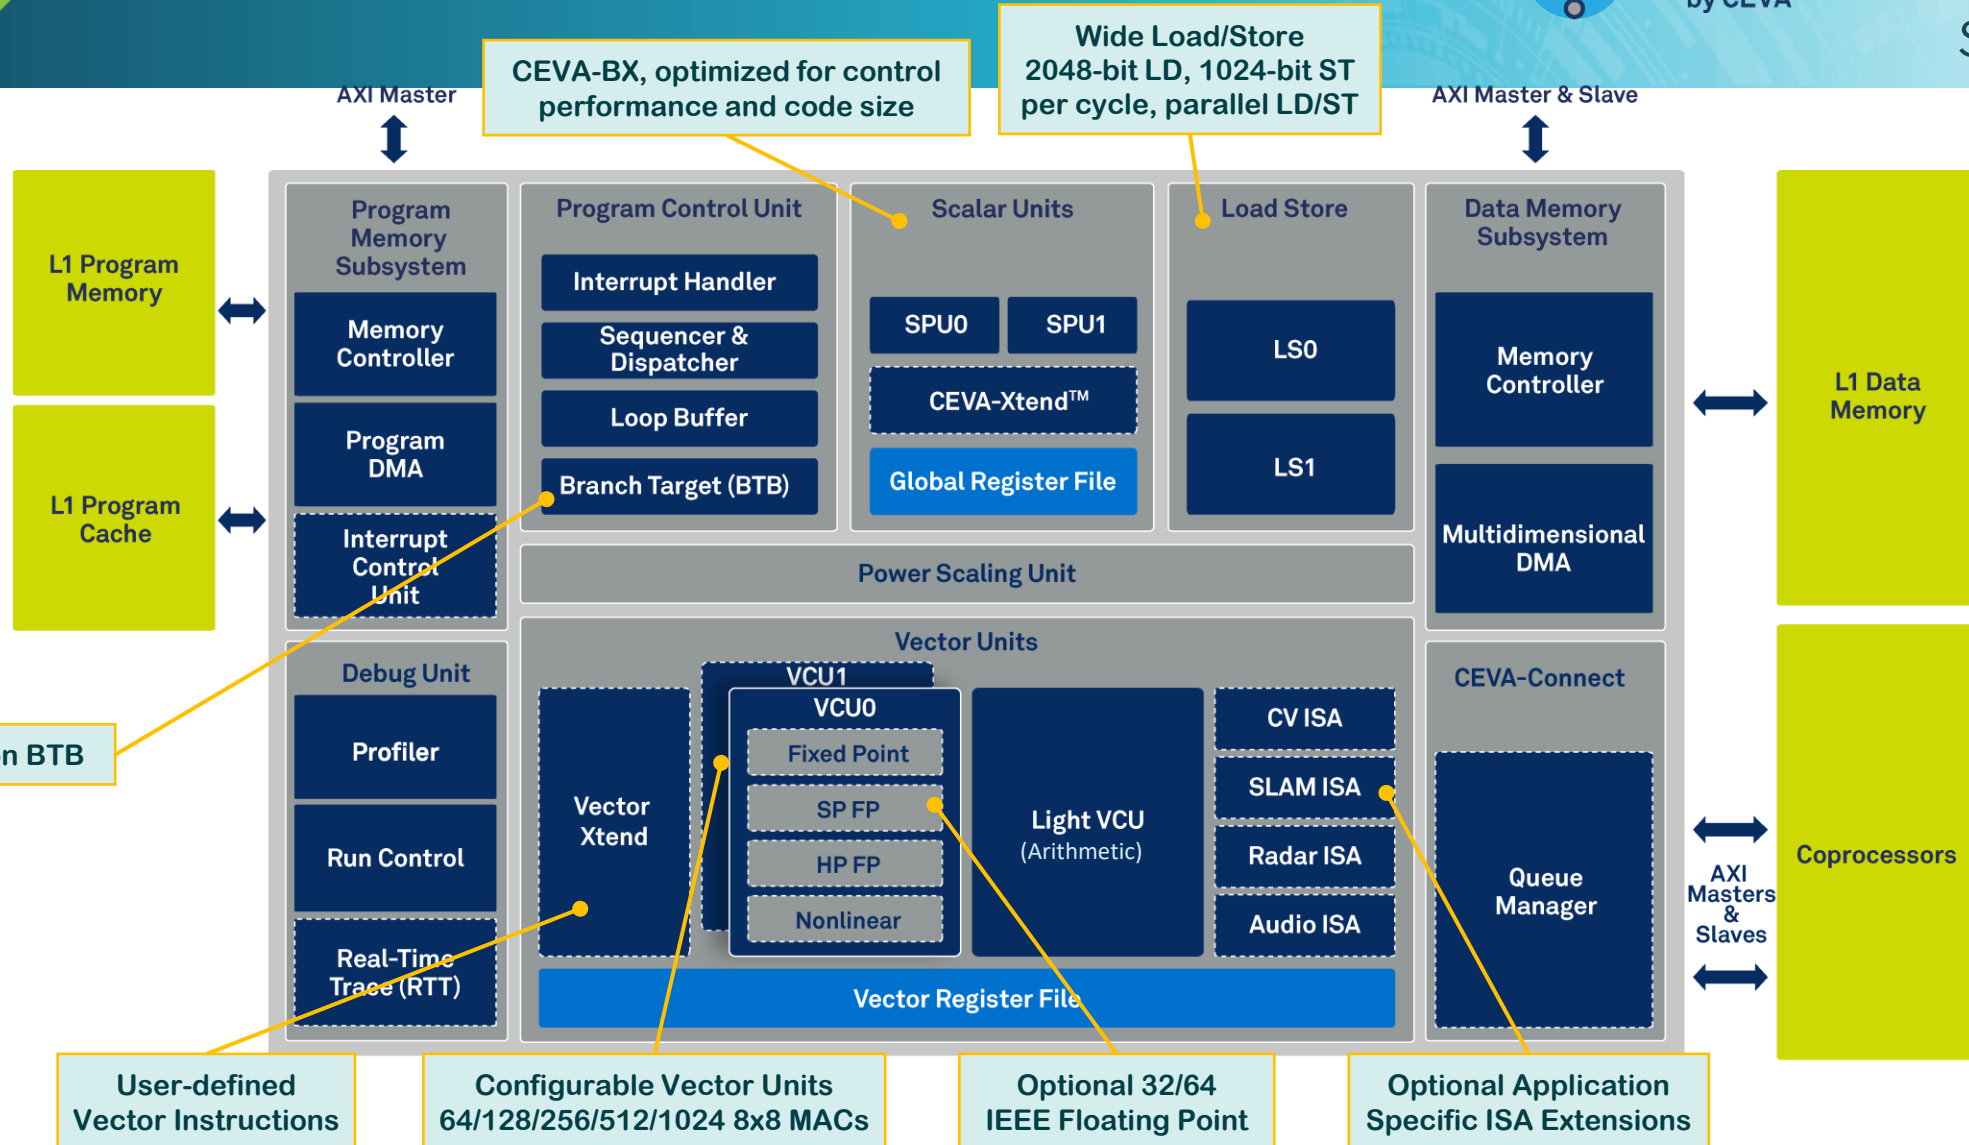 by CEVA
CEVA-BX, optimized for control
performance and code size
Wide Load/Store
2048-bit LD, 1024-bit ST
per cycle, parallel LD/ST
AXI Master
AXI Master & Slave
L1 Program
Memory
L1 Program
Cache
Program
Memory
Subsystem
Memory
Controller
Program
DMA
Interrupt
Control
Unit
Program Control Unit
Interrupt Handler
Sequencer &
Dispatcher
Loop Buffer
Branch Target (BTB)
Scalar Units
SPU0
SPU1
CEVA-Xtend™
Global Register File
Load Store
LS0
LS1
Data Memory
Subsystem
Memory
Controller
Multidimensional
DMA
L1 Data
Memory
Power Scaling Unit
Debug Unit
Profiler
Run Control
Real-Time
Trace (RTT)
BTB
Vector Units
Vector
Xtend
VCU1
VCU0
Fixed Point
SP FP
HP FP
Nonlinear
Light VCU
(Arithmetic)
CV ISA
SLAM ISA
Radar ISA
Audio ISA
Vector Register File
CEVA-Connect
Queue
Manager
AXI
Masters
&
Slaves
Coprocessors
User-defined
Vector Instructions
Configurable Vector Units
64/128/256/512/1024 8x8 MACs
Optional 32/64
IEEE Floating Point
Optional Application
Specific ISA Extensions